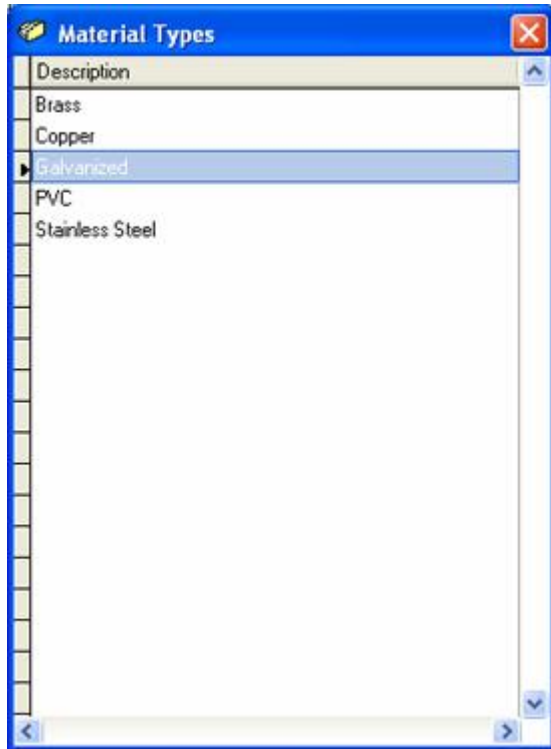 Material Types
Description
Brass
Copper
Galvanized
PVC
Stainless Steel